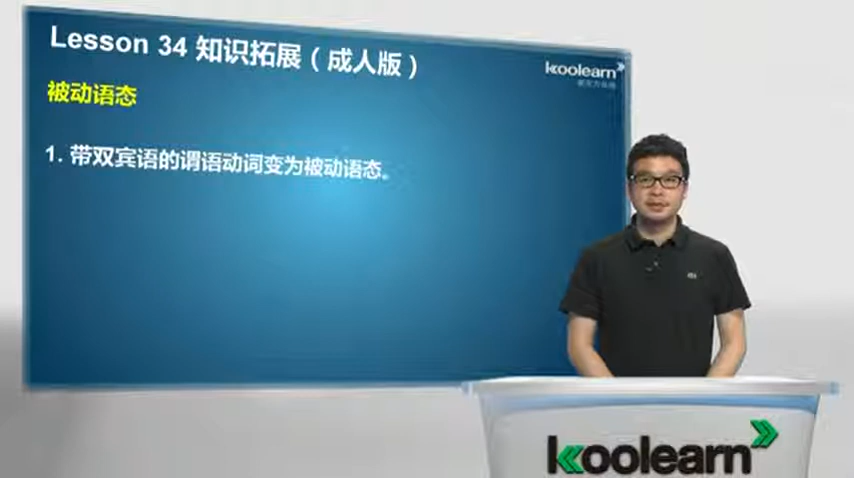 Lesson 34 知识拓展（成人版）
koolearn
被动语态
1. 带双宾语的谓语动词变为被动语态。
koolearn